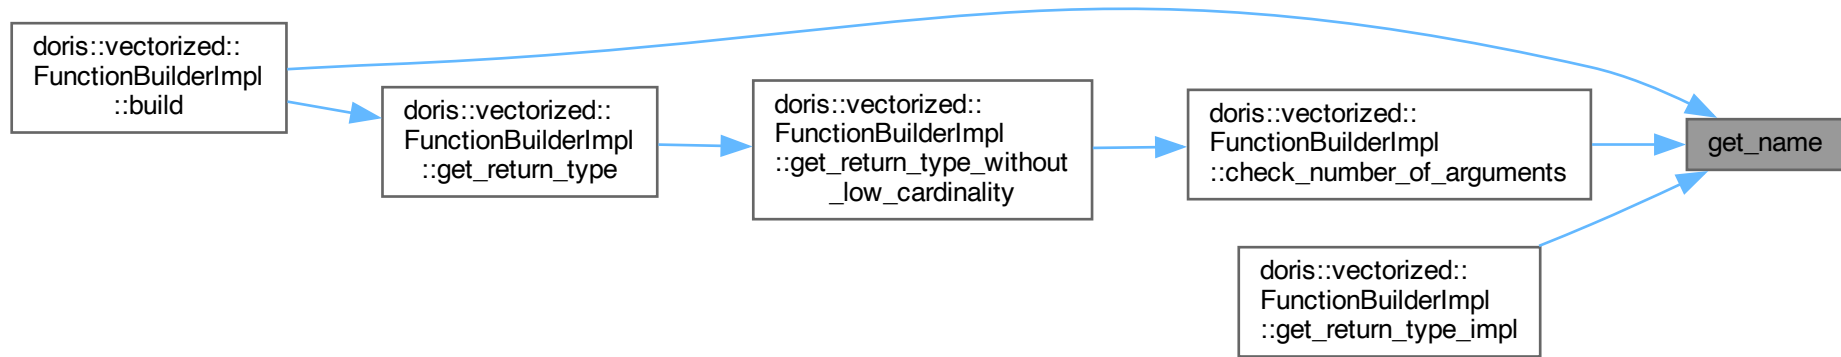 doris::vectorized::
FunctionBuilderImpl
::build
doris::vectorized::
FunctionBuilderImpl
::get_return_type
doris::vectorized::
FunctionBuilderImpl
::get_return_type_without
_low_cardinality
doris::vectorized::
FunctionBuilderImpl
::check_number_of_arguments
get_name
doris::vectorized::
FunctionBuilderImpl
::get_return_type_impl